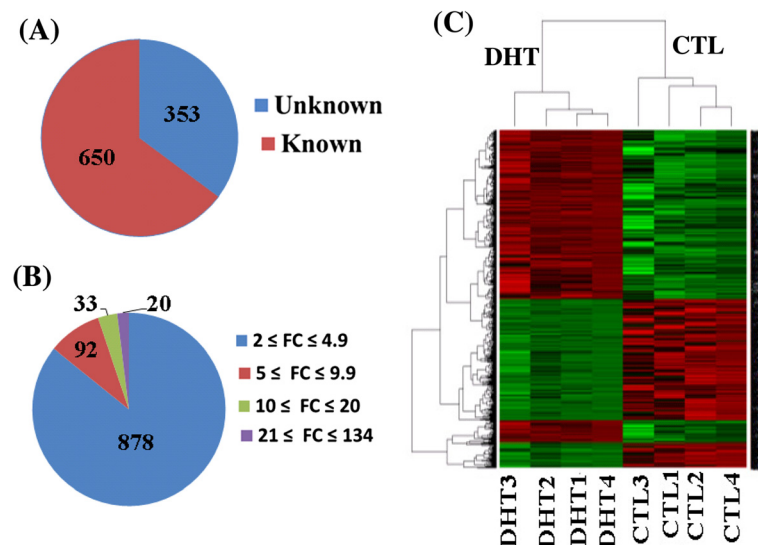 (A)
353
650
Unknown
Known
(B)
33
20
92
878
2 ≤ FC ≤ 4.9
5 ≤ FC ≤ 9.9
10 ≤ FC ≤ 20
21 ≤ FC ≤ 134
(C)
DHT
CTL
DHT3
DHT2
DHT1
DHT4
CTL3
CTL1
CTL2
CTL4